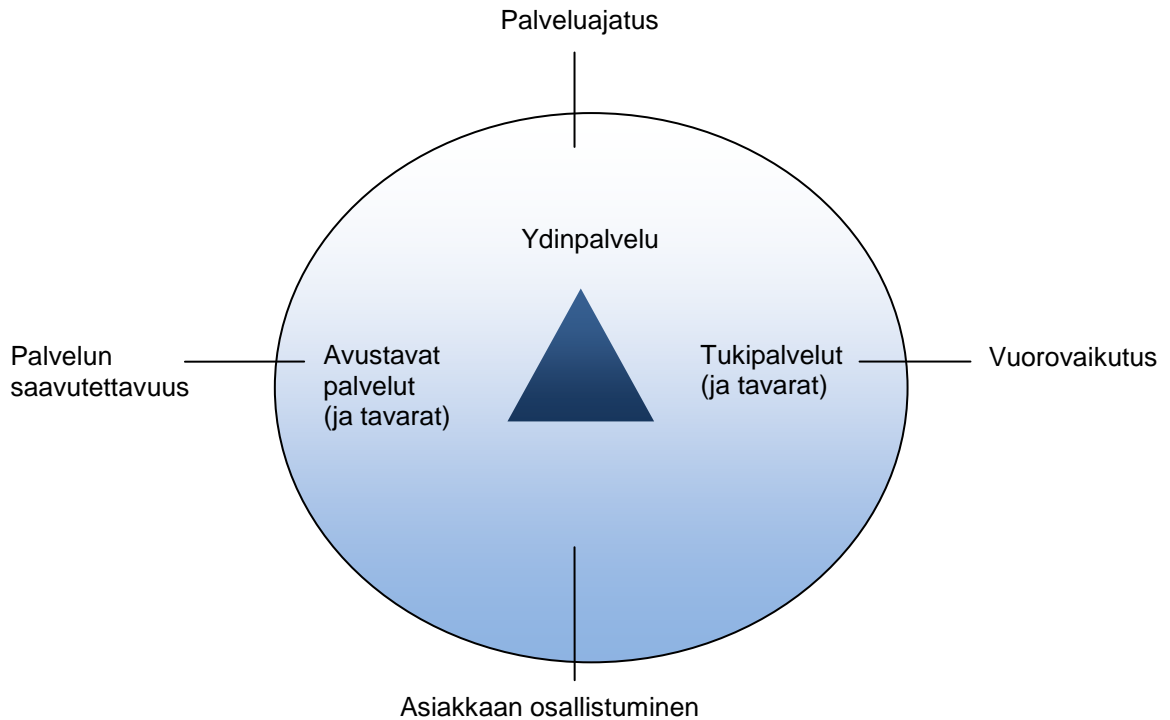 Palveluajatus
Ydinpalvelu
Palvelun
saavutettavuus
Avustavat
palvelut
(ja tavarat)
Tukipalvelut
(ja tavarat)
Vuorovaikutus
Asiakkaan osallistuminen